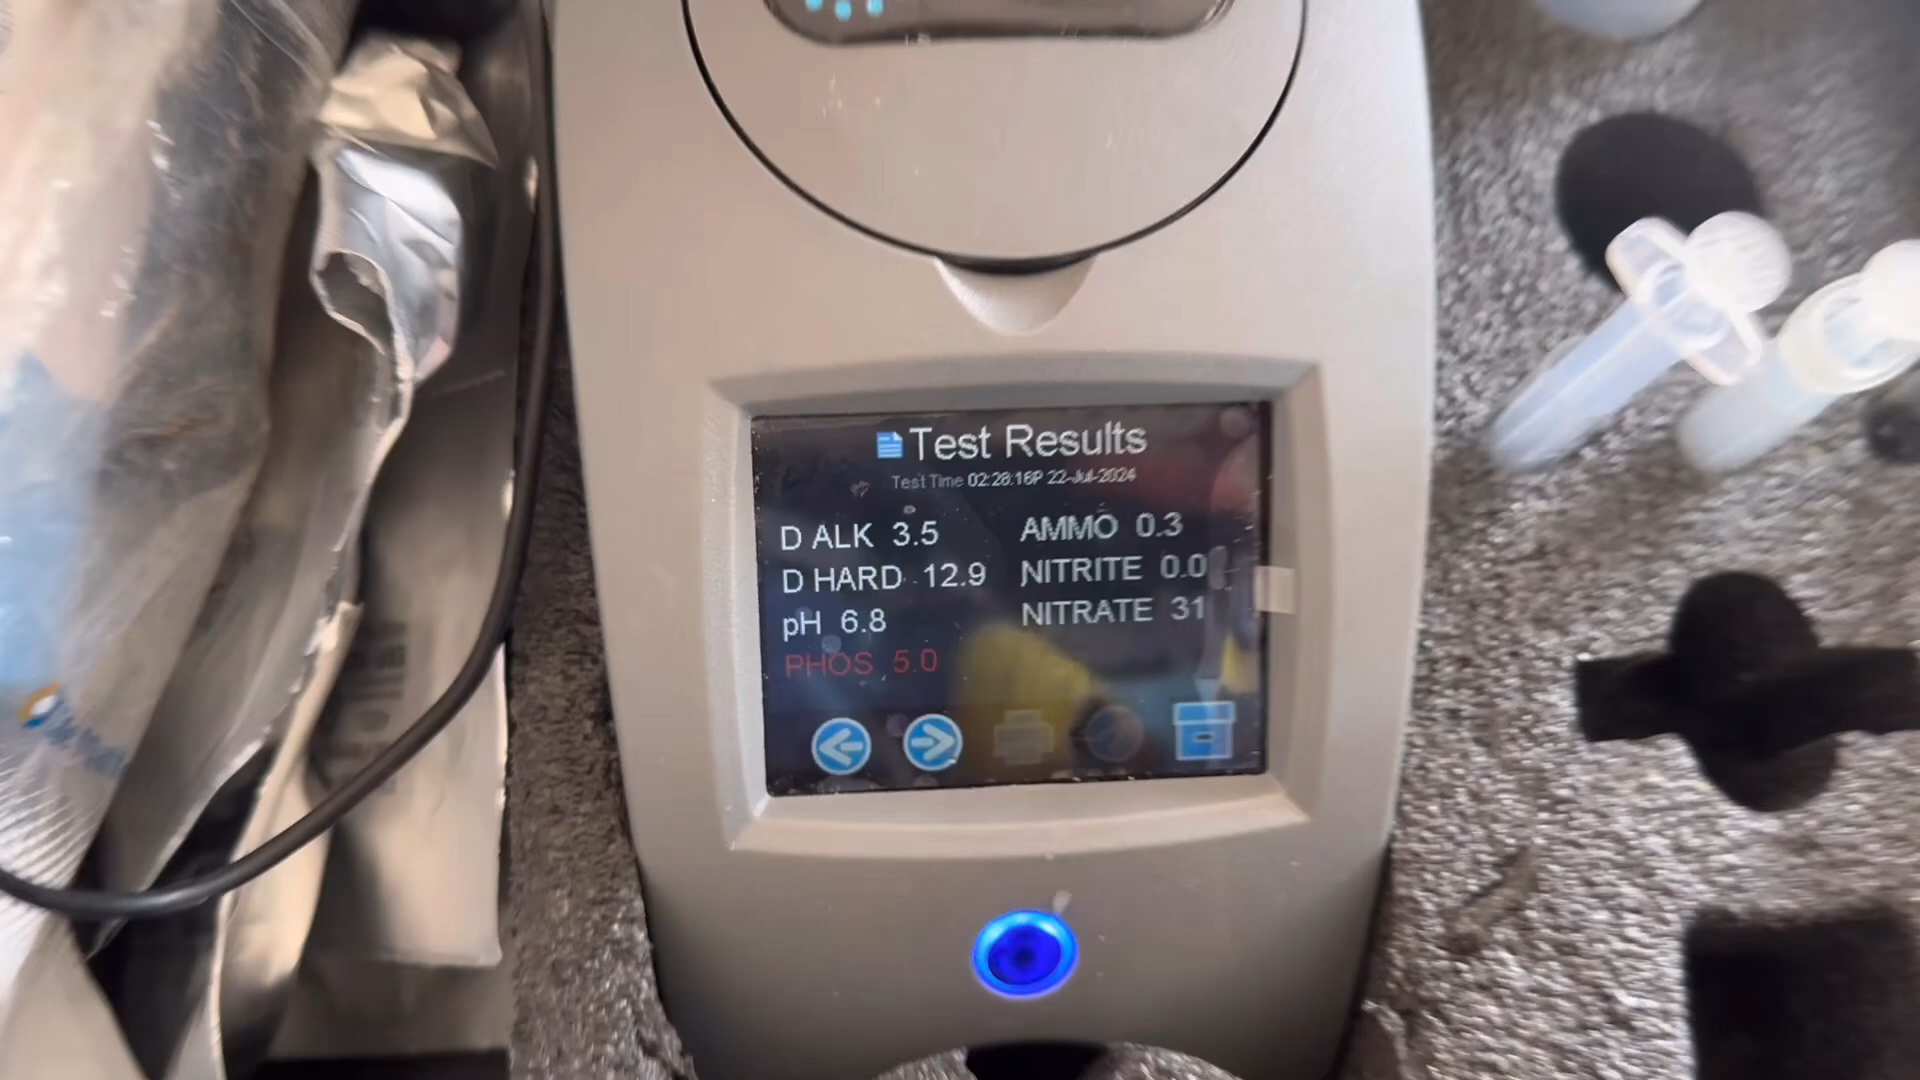 Test Results
Test Time 02:28:16P 22-Jul-2024
D ALK 3.5
D HARD 12.9
pH 6.8
PHOS 5.0
AMMO 0.3
NITRITE 0.0
NITRATE 31